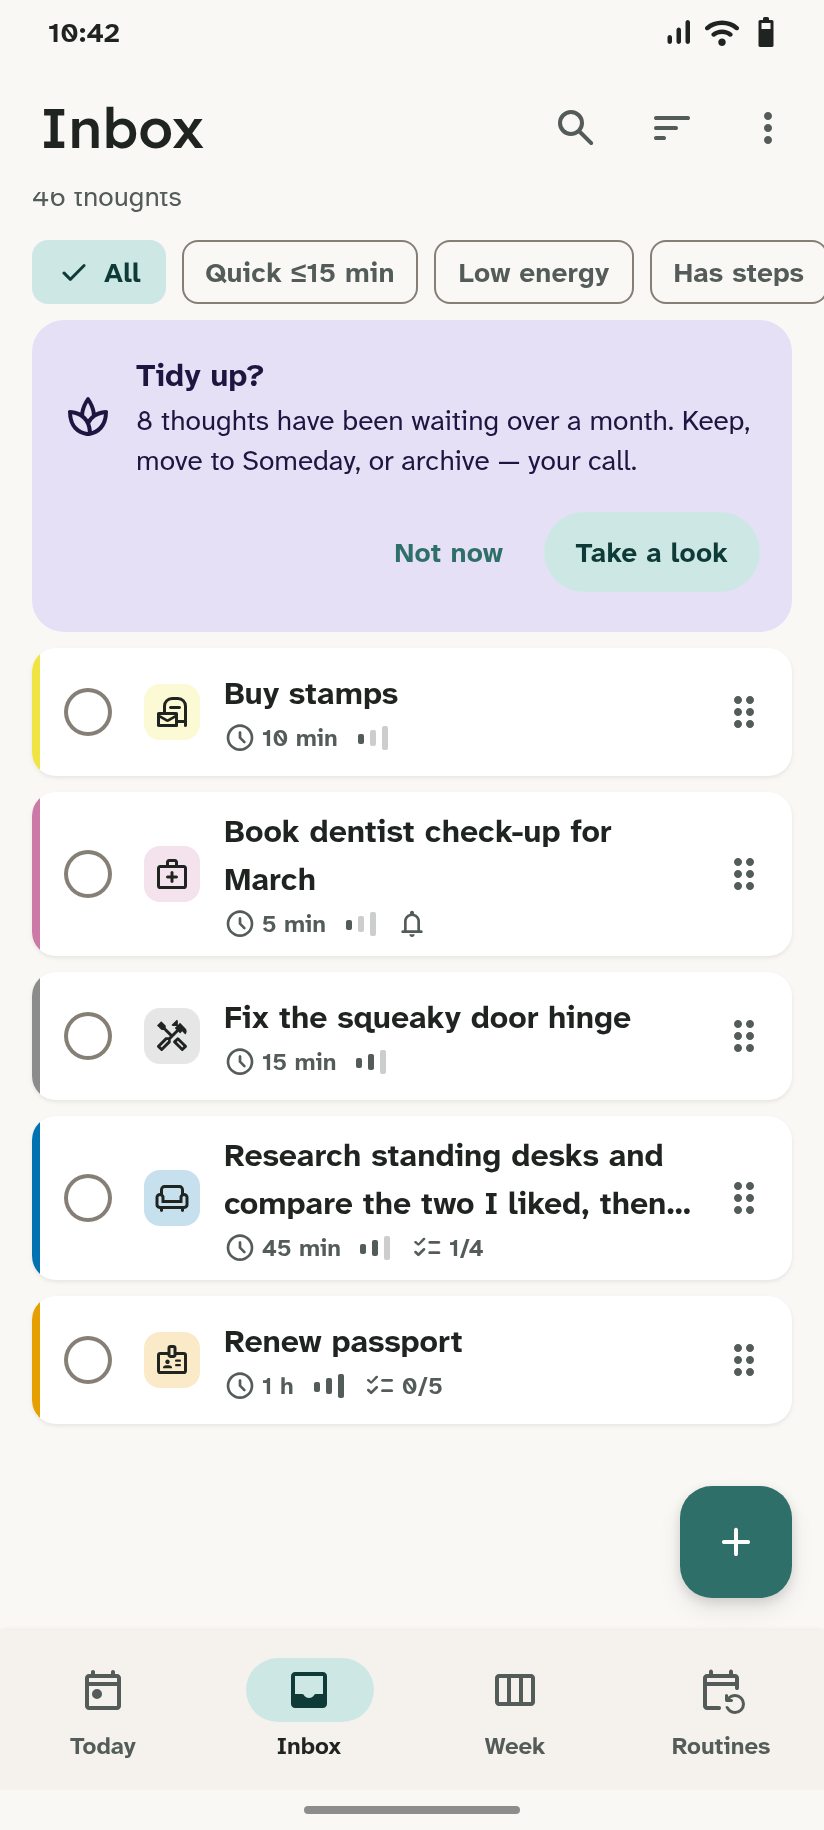 10:42
Inbox
46 thoughts
All
Quick ≤15 min
Low energy
Has steps
Tidy up?
8 thoughts have been waiting over a month. Keep,
move to Someday, or archive — your call.
Not now
Take a look
Buy stamps
10 min
Book dentist check-up for
March
5 min
Fix the squeaky door hinge
15 min
Research standing desks and
compare the two I liked, then...
45 min
1/4
Renew passport
1 h
0/5
Today
Inbox
Week
Routines